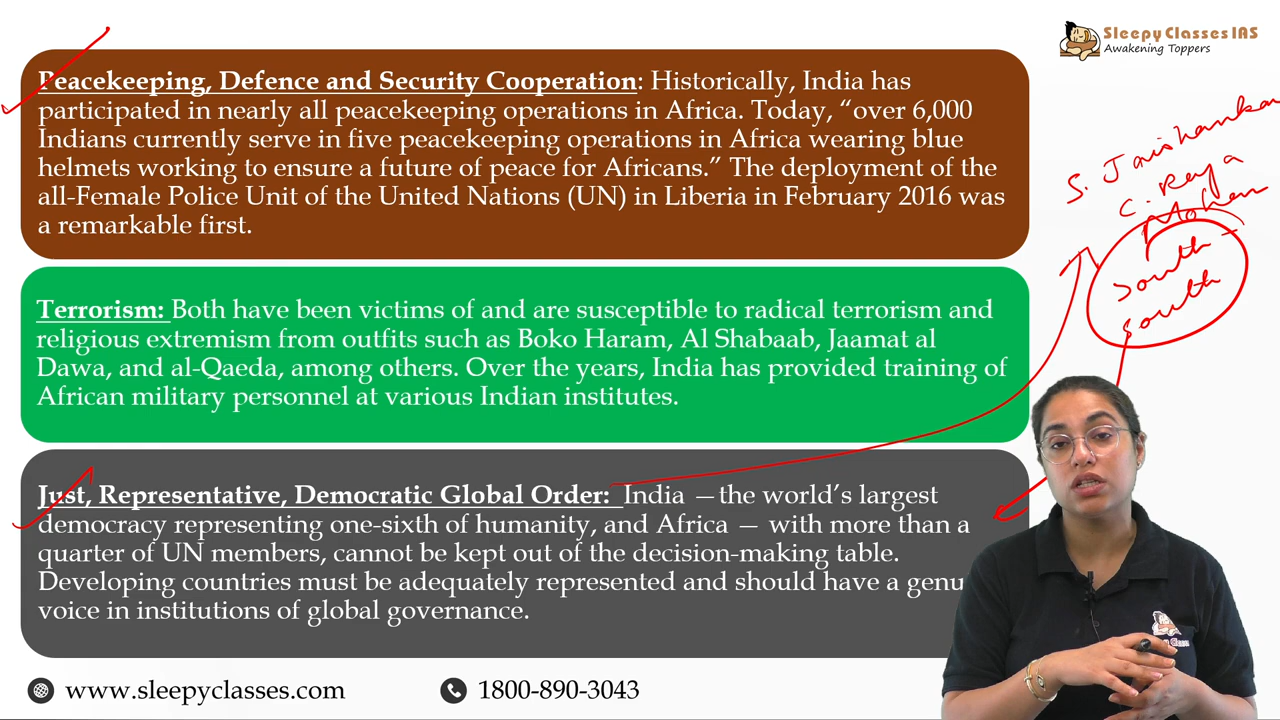 Sleepy Classes IAS
Awakening Toppers
Peacekeeping, Defence and Security Cooperation: Historically, India has
participated in nearly all peacekeeping operations in Africa. Today, “over 6,000
Indians currently serve in five peacekeeping operations in Africa wearing blue
helmets working to ensure a future of peace for Africans.” The deployment of the
all-Female Police Unit of the United Nations (UN) in Liberia in February 2016 was
a remarkable first.
S. Jaishankar
C. Raja
Mohan
South -
South
Terrorism: Both have been victims of and are susceptible to radical terrorism and
religious extremism from outfits such as Boko Haram, Al Shabaab, Jaamat al
Dawa, and al-Qaeda, among others. Over the years, India has provided training of
African military personnel at various Indian institutes.
Just, Representative, Democratic Global Order: India —the world’s largest
democracy representing one-sixth of humanity, and Africa — with more than a
quarter of UN members, cannot be kept out of the decision-making table.
Developing countries must be adequately represented and should have a genu
voice in institutions of global governance.
www.sleepyclasses.com
1800-890-3043